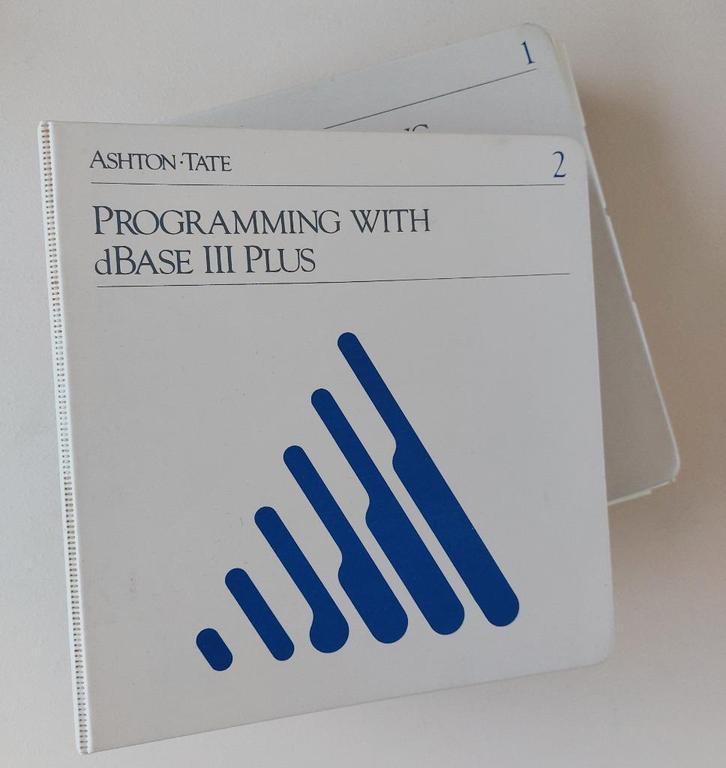 1
ASHTON·TATE
2
PROGRAMMING WITH
dBASE III PLUS